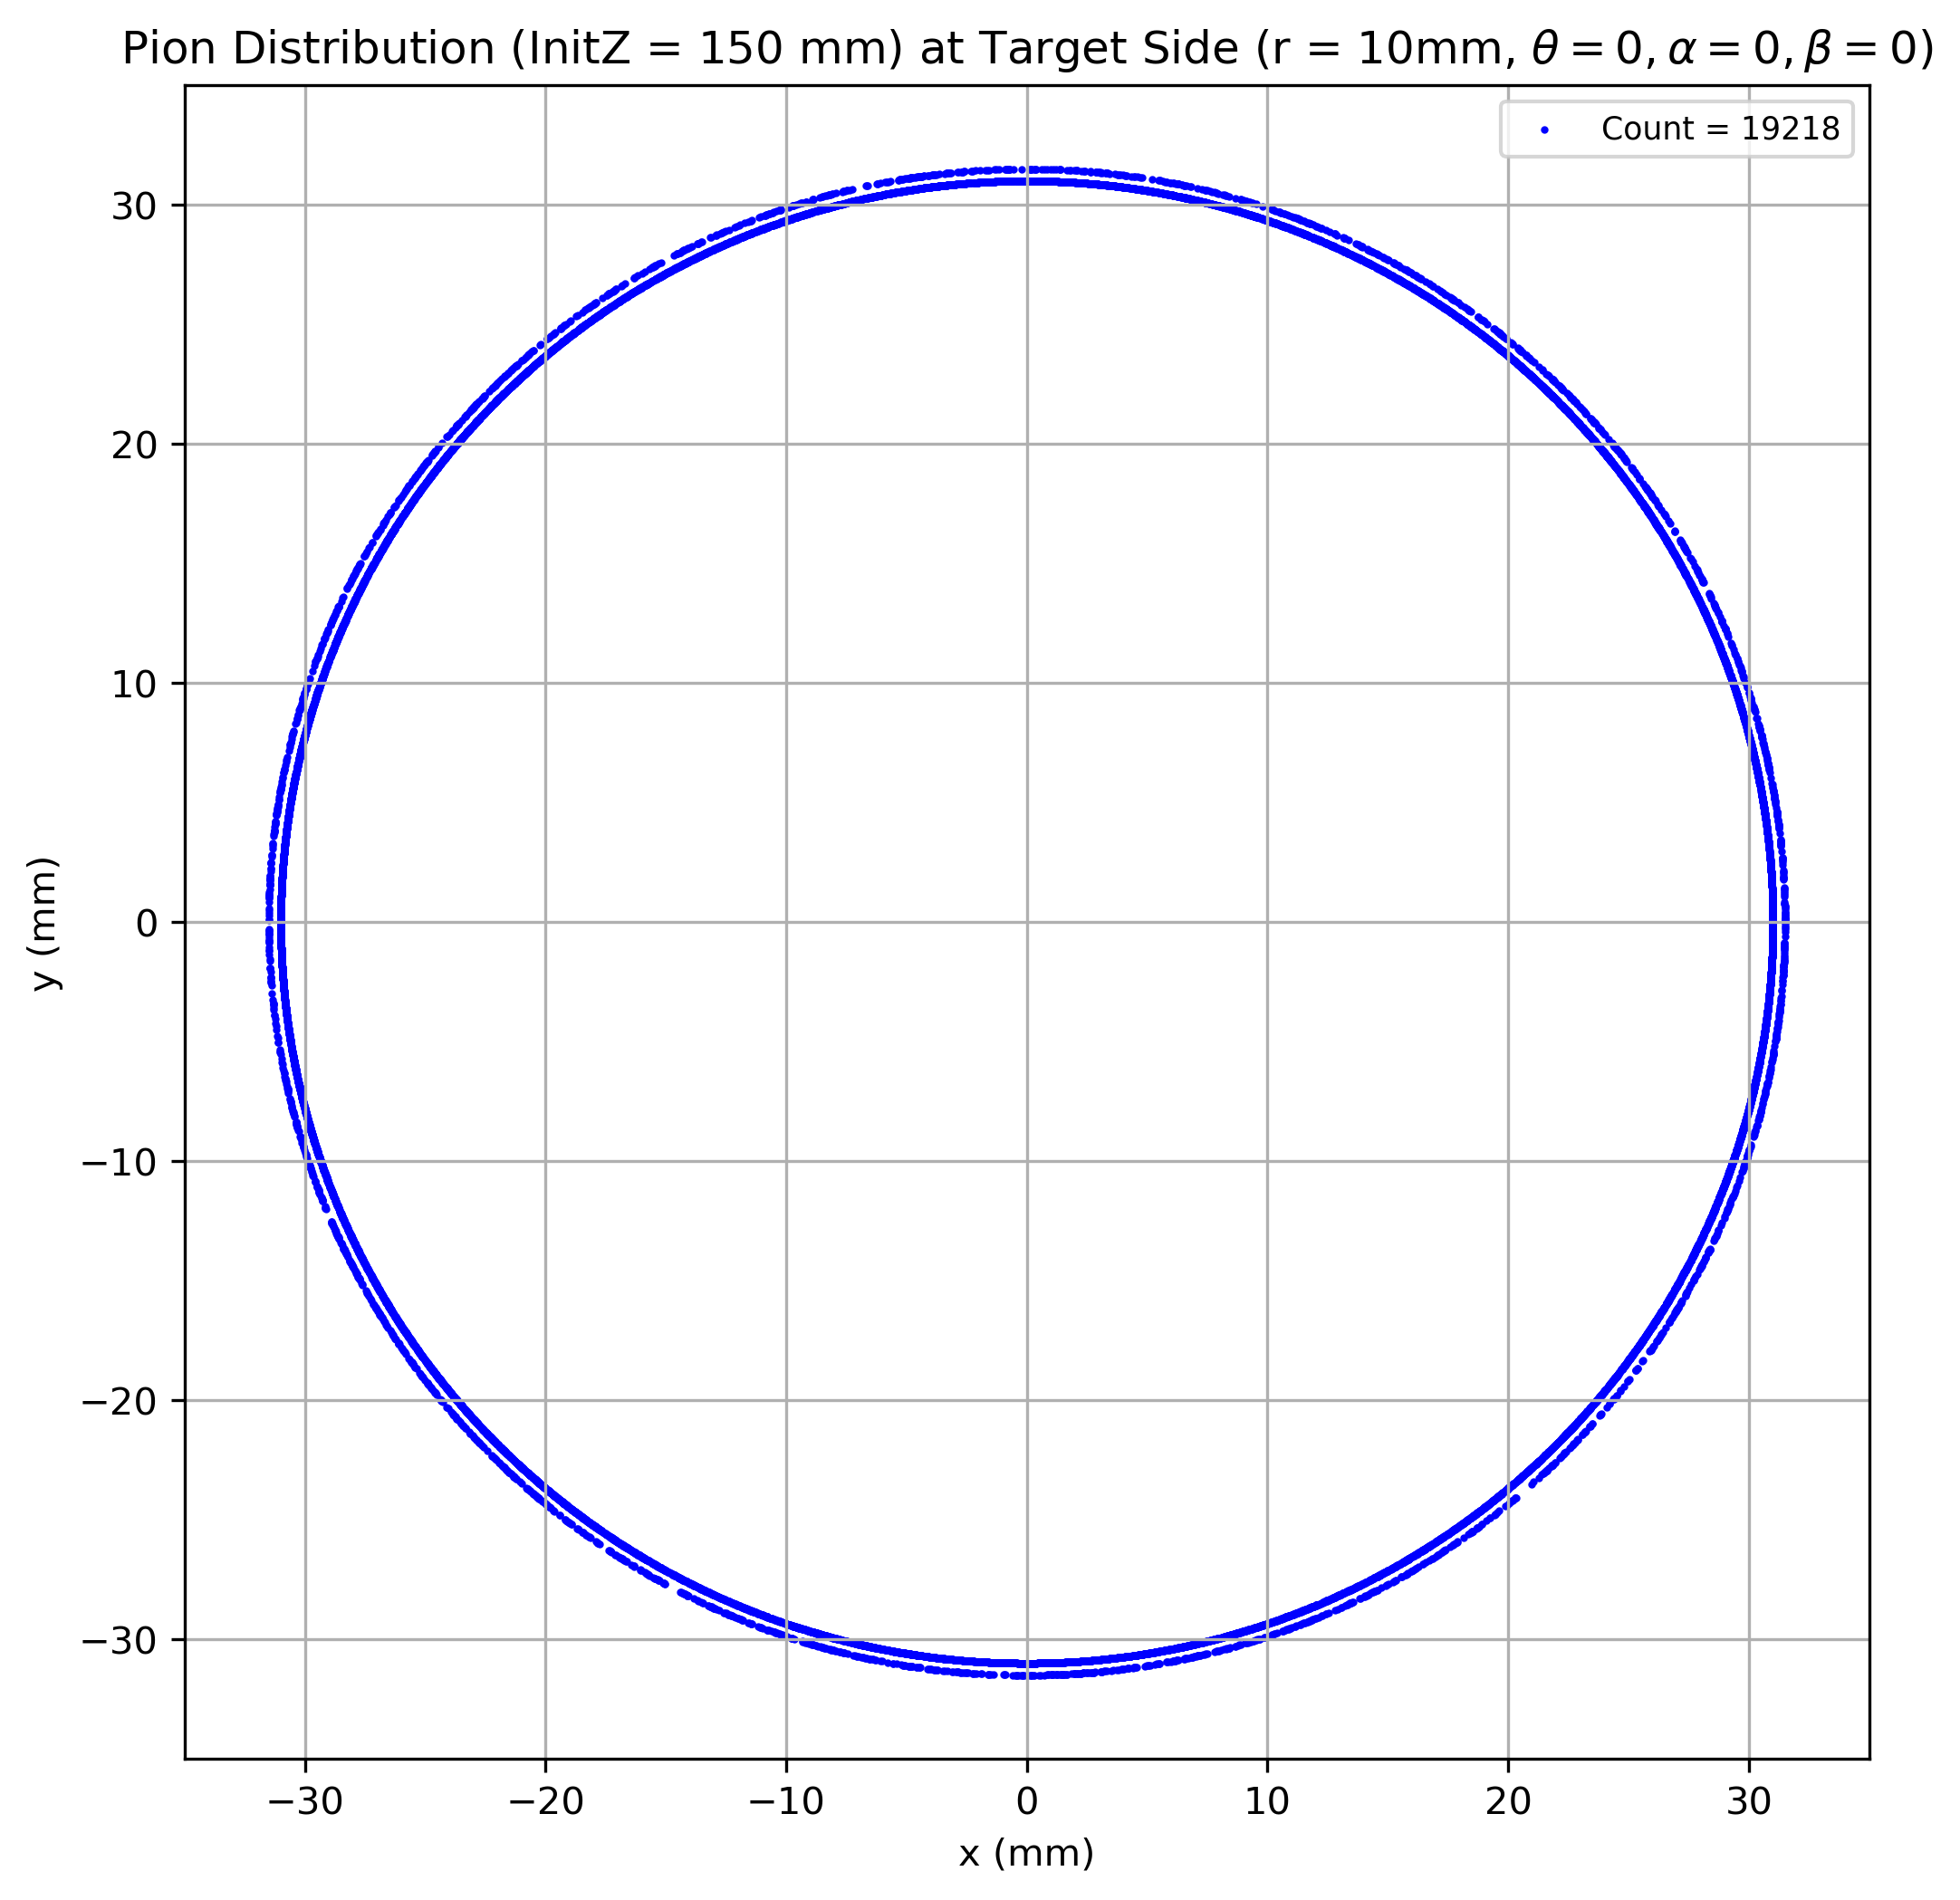 Pion Distribution (InitZ = 150 mm) at Target Side (r = 10mm, θ = 0, α = 0, β = 0)
Count = 19218
30
20
10
0
−10
−20
−30
y (mm)
−30 −20 −10 0 10 20 30
x (mm)